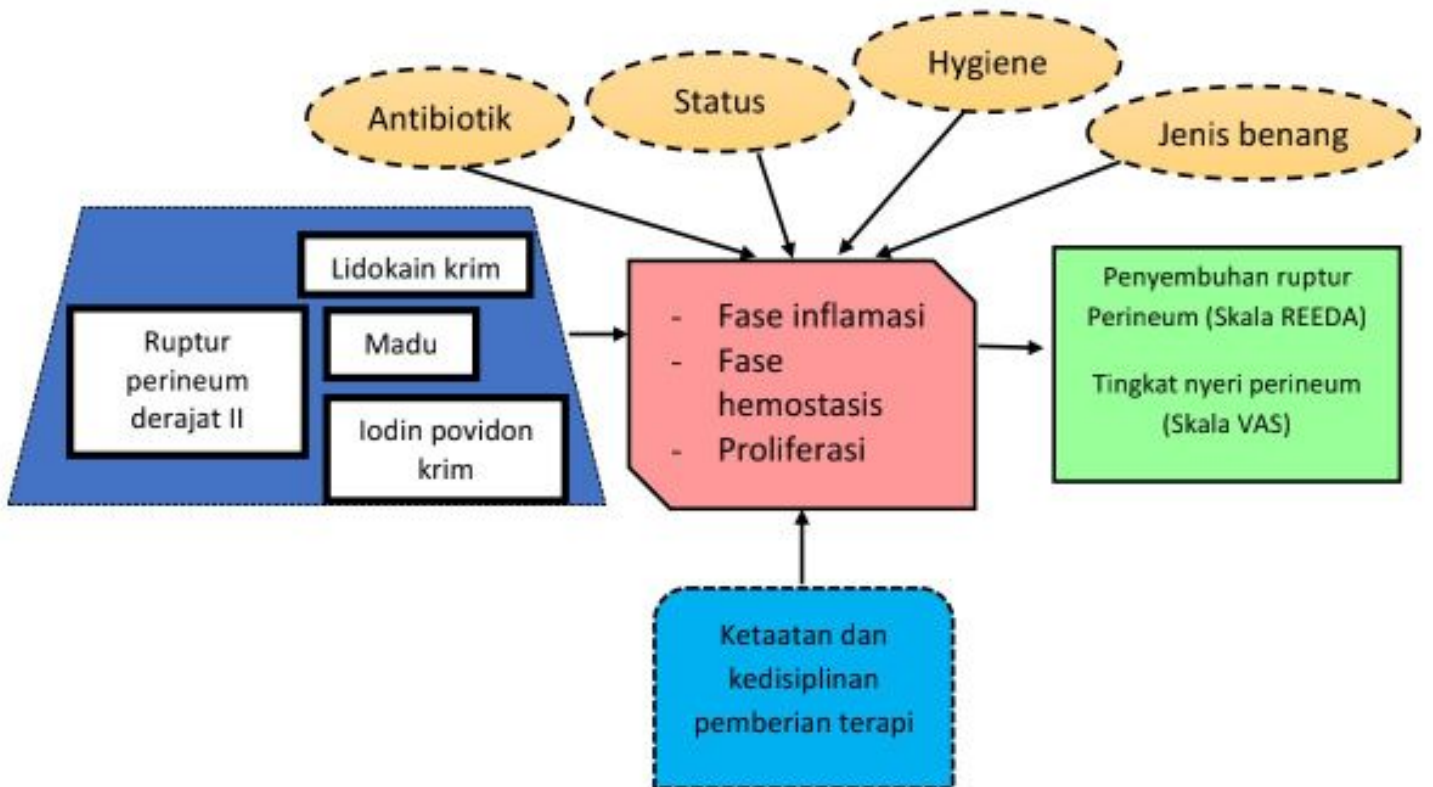 Antibiotik
Status
Hygiene
Jenis benang
Lidokain krim
Ruptur
perineum
derajat II
Madu
Iodin povidon
krim
- Fase inflamasi
- Fase
hemostasis
- Proliferasi
Penyembuhan ruptur
Perineum (Skala REEDA)
Tingkat nyeri perineum
(Skala VAS)
Ketaatan dan
kedisiplinan
pemberian terapi